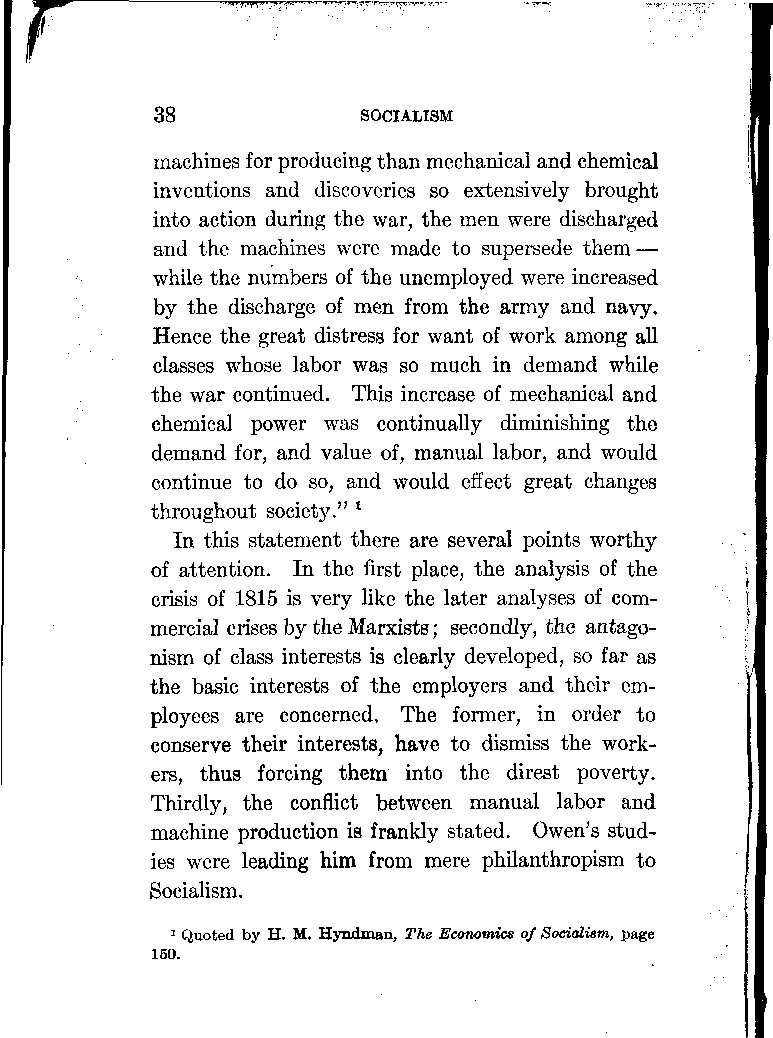 38 SOCIALISM
machines for producing than mechanical and chemical
inventions and discoveries so extensively brought
into action during the war, the men were discharged
and the machines were made to supersede them —
while the numbers of the unemployed were increased
by the discharge of men from the army and navy.
Hence the great distress for want of work among all
classes whose labor was so much in demand while
the war continued. This increase of mechanical and
chemical power was continually diminishing the
demand for, and value of, manual labor, and would
continue to do so, and would effect great changes
throughout society." ¹
In this statement there are several points worthy
of attention. In the first place, the analysis of the
crisis of 1815 is very like the later analyses of com-
mercial crises by the Marxists; secondly, the antago-
nism of class interests is clearly developed, so far as
the basic interests of the employers and their em-
ployees are concerned. The former, in order to
conserve their interests, have to dismiss the work-
ers, thus forcing them into the direst poverty.
Thirdly, the conflict between manual labor and
machine production is frankly stated. Owen's stud-
ies were leading him from mere philanthropism to
Socialism.
¹ Quoted by H. M. Hyndman, The Economics of Socialism, page
150.